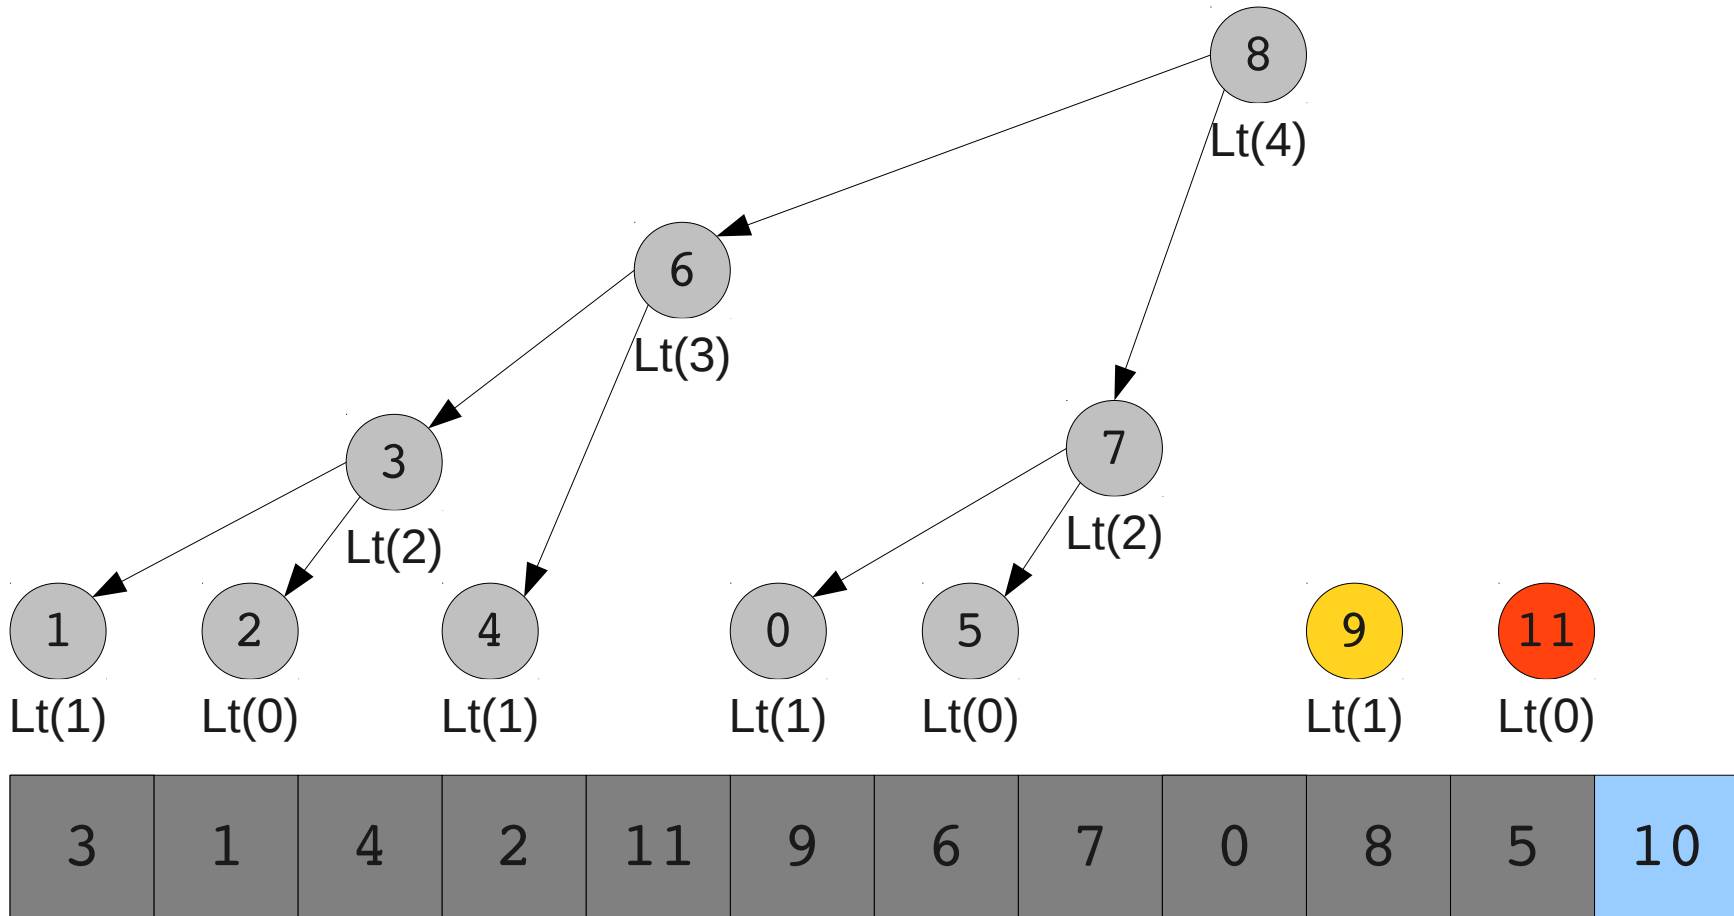 8
Lt(4)
6
Lt(3)
3
7
Lt(2)
Lt(2)
1 2 4 0 5 9 11
Lt(1) Lt(0) Lt(1) Lt(1) Lt(0) Lt(1) Lt(0)
3 1 4 2 11 9 6 7 0 8 5 10